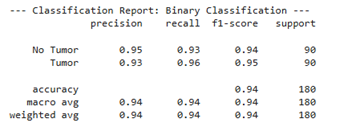 --- Classification Report: Binary Classification ---
              precision    recall  f1-score   support

    No Tumor       0.95      0.93      0.94        90
       Tumor       0.93      0.96      0.95        90

    accuracy                           0.94       180
   macro avg       0.94      0.94      0.94       180
weighted avg       0.94      0.94      0.94       180